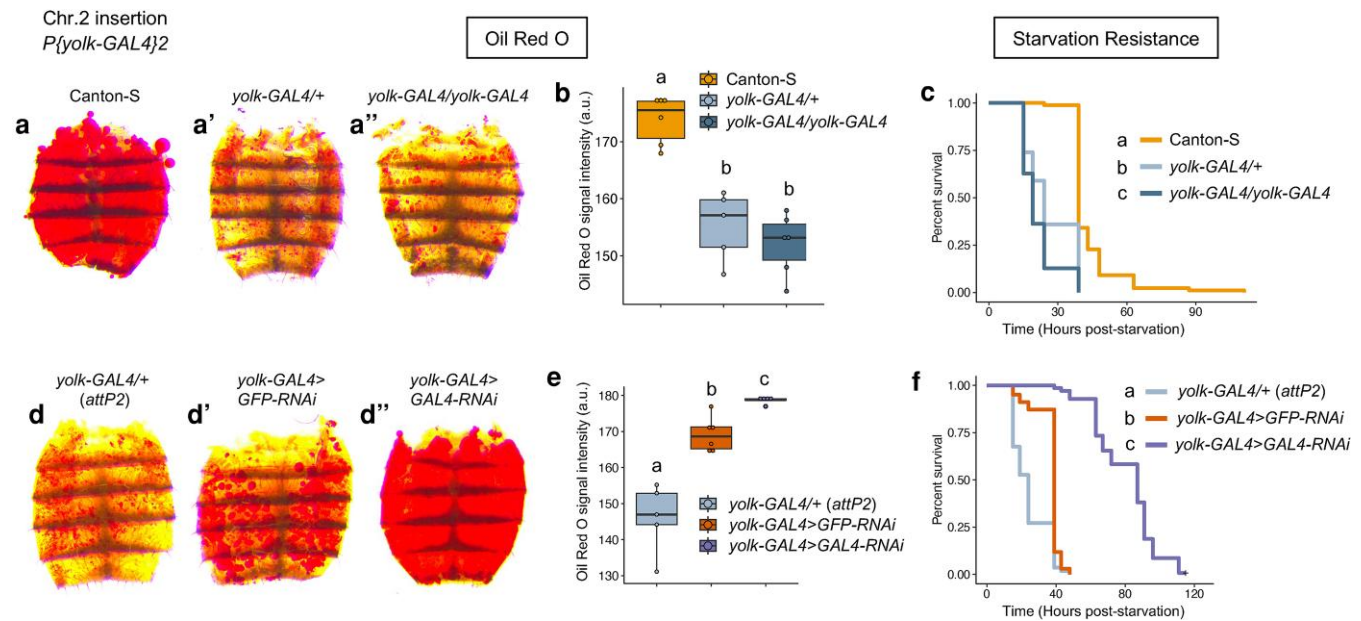 Chr.2 insertion
P{yolk-GAL4}2
Oil Red O
Starvation Resistance
Canton-S
yolk-GAL4/+
yolk-GAL4/yolk-GAL4
a
a'
a''
b
Oil Red O signal intensity (a.u.)
170
160
150
a
b
b
Canton-S
yolk-GAL4/+
yolk-GAL4/yolk-GAL4
c
Percent survival
1.00
0.75
0.50
0.25
0.00
0
30
60
90
Time (Hours post-starvation)
a Canton-S
b yolk-GAL4/+
c yolk-GAL4/yolk-GAL4
yolk-GAL4/+
(attP2)
yolk-GAL4>
GFP-RNAi
yolk-GAL4>
GAL4-RNAi
d
d'
d''
e
Oil Red O signal intensity (a.u.)
180
170
160
150
140
130
a
b
c
yolk-GAL4/+ (attP2)
yolk-GAL4>GFP-RNAi
yolk-GAL4>GAL4-RNAi
f
Percent survival
1.00
0.75
0.50
0.25
0.00
0
40
80
120
Time (Hours post-starvation)
a yolk-GAL4/+ (attP2)
b yolk-GAL4>GFP-RNAi
c yolk-GAL4>GAL4-RNAi